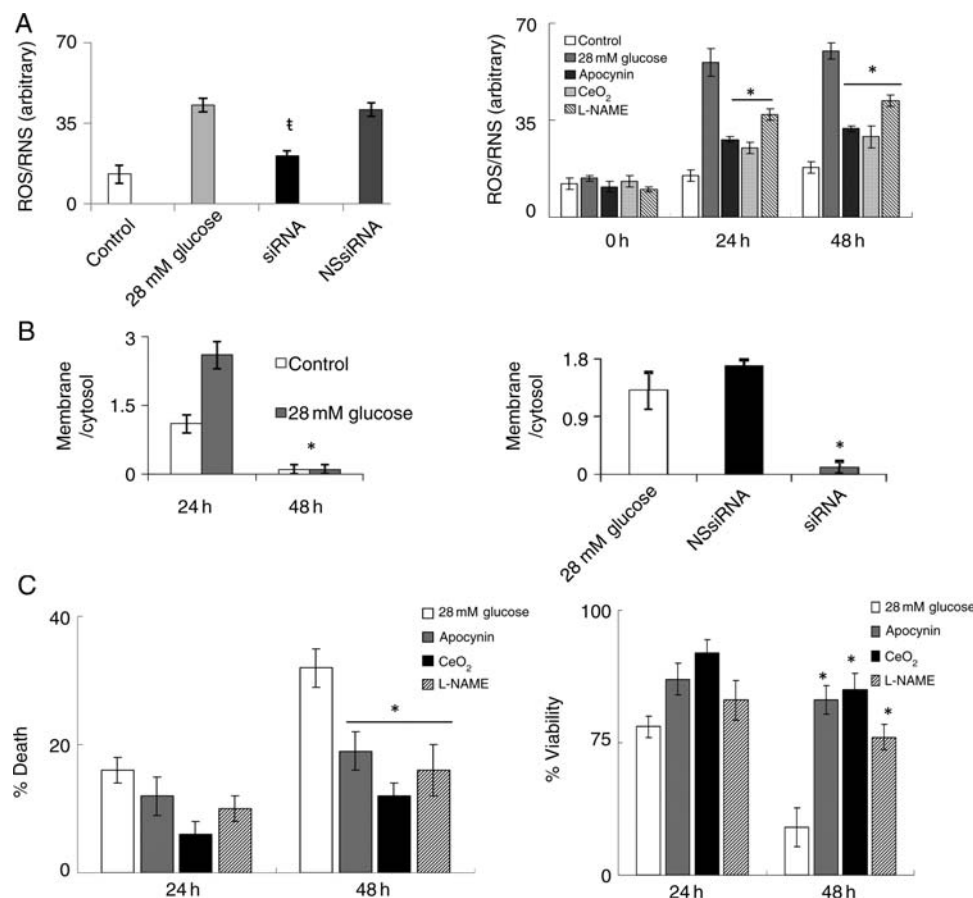 A
ROS/RNS (arbitrary)
70
35
0
ŧ
Control
28 mM glucose
siRNA
NSsiRNA
ROS/RNS (arbitrary)
70
35
0
Control
28 mM glucose
Apocynin
CeO2
L-NAME
*
*
0 h
24 h
48 h
B
Membrane
/cytosol
3
1.5
0
Control
28 mM glucose
*
24 h
48 h
Membrane
/cytosol
1.8
0.9
0
*
28 mM glucose
NSsiRNA
siRNA
C
% Death
40
20
0
28 mM glucose
Apocynin
CeO2
L-NAME
*
24 h
48 h
% Viability
100
75
0
28 mM glucose
Apocynin
CeO2
L-NAME
*
*
*
24 h
48 h